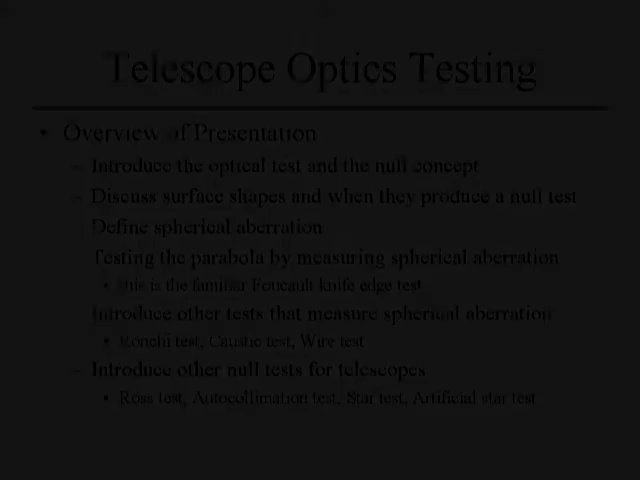 Telescope Optics Testing
• Overview of Presentation
- Introduce the optical test and the null concept
- Discuss surface shapes and when they produce a null test
Define spherical aberration
Testing the parabola by measuring spherical aberration
• this is the familiar Foucault knife edge test
Introduce other tests that measure spherical aberration
• Ronchi test, Caustic test, Wire test
- Introduce other null tests for telescopes
• Ross test, Autocollimation test, Star test, Artificial star test